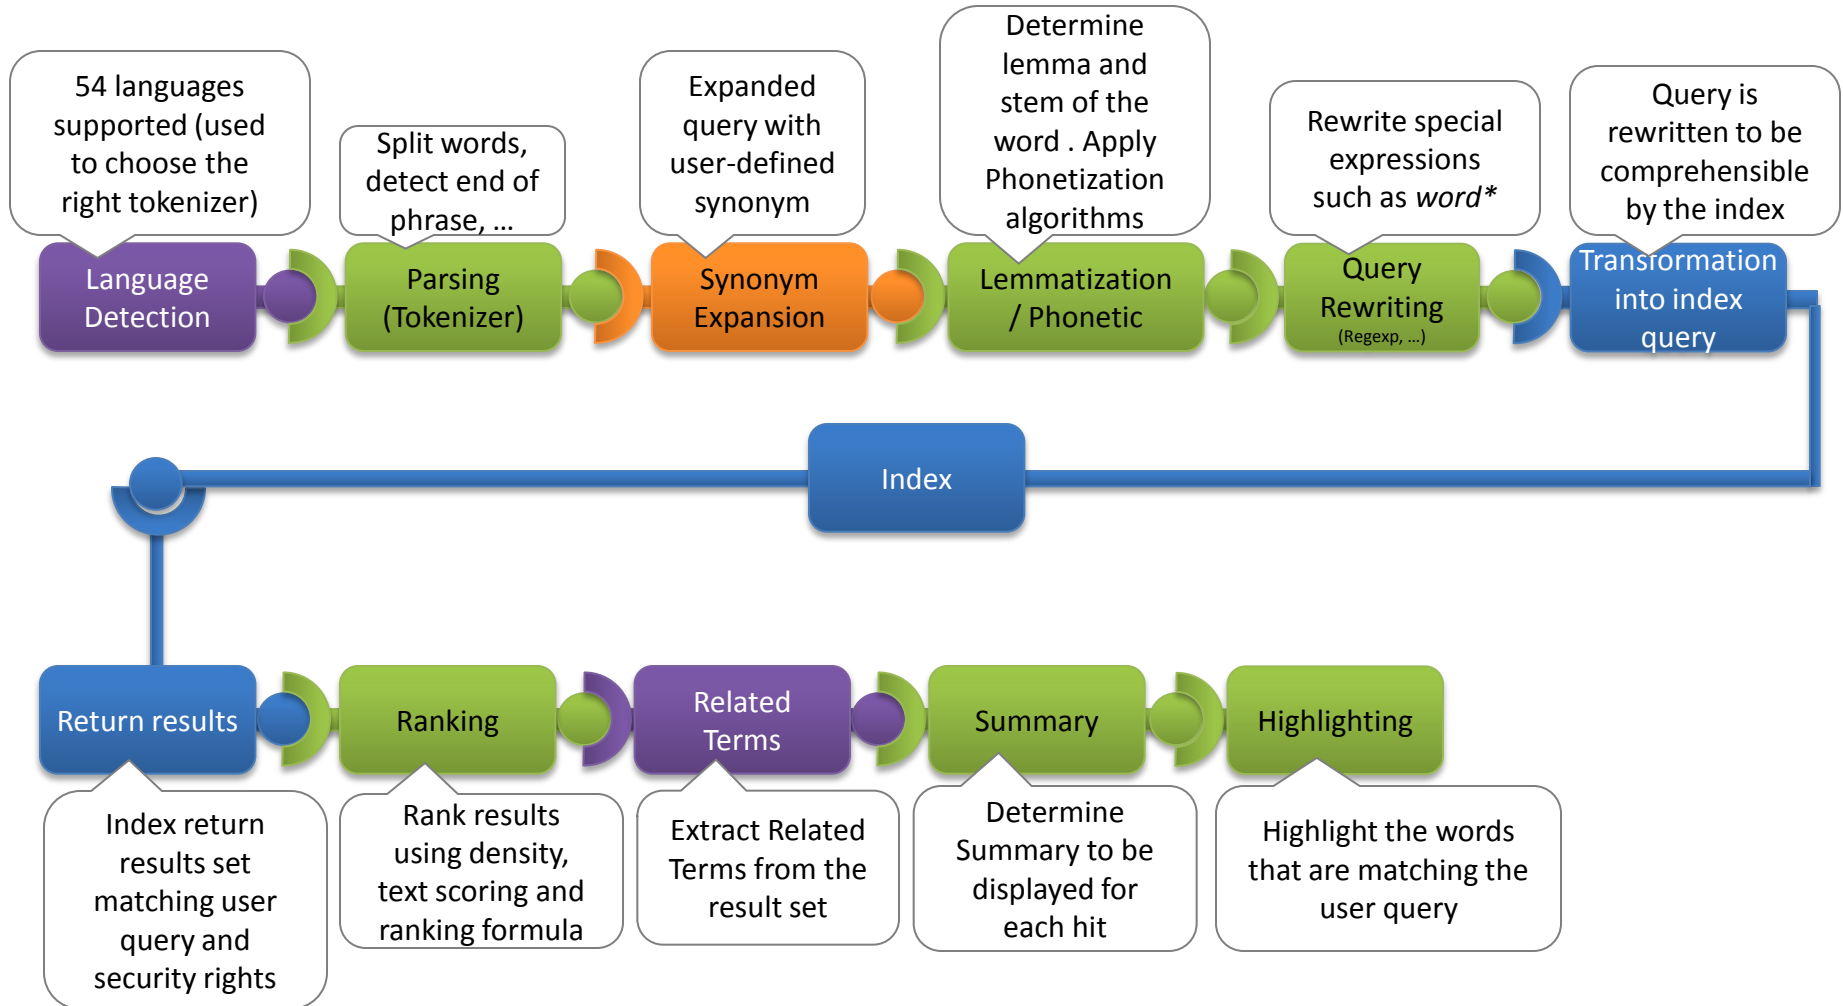 54 languages
supported (used
to choose the
right tokenizer)
Split words,
detect end of
phrase, ...
Expanded
query with
user-defined
synonym
Determine
lemma and
stem of the
word . Apply
Phonetization
algorithms
Rewrite special
expressions
such as word*
Query is
rewritten to be
comprehensible
by the index
Language
Detection
Parsing
(Tokenizer)
Synonym
Expansion
Lemmatization
/ Phonetic
Query
Rewriting
(Regexp, ...)
Transformation
into index
query
Index
Return results
Ranking
Related
Terms
Summary
Highlighting
Index return
results set
matching user
query and
security rights
Rank results
using density,
text scoring and
ranking formula
Extract Related
Terms from the
result set
Determine
Summary to be
displayed for
each hit
Highlight the words
that are matching the
user query